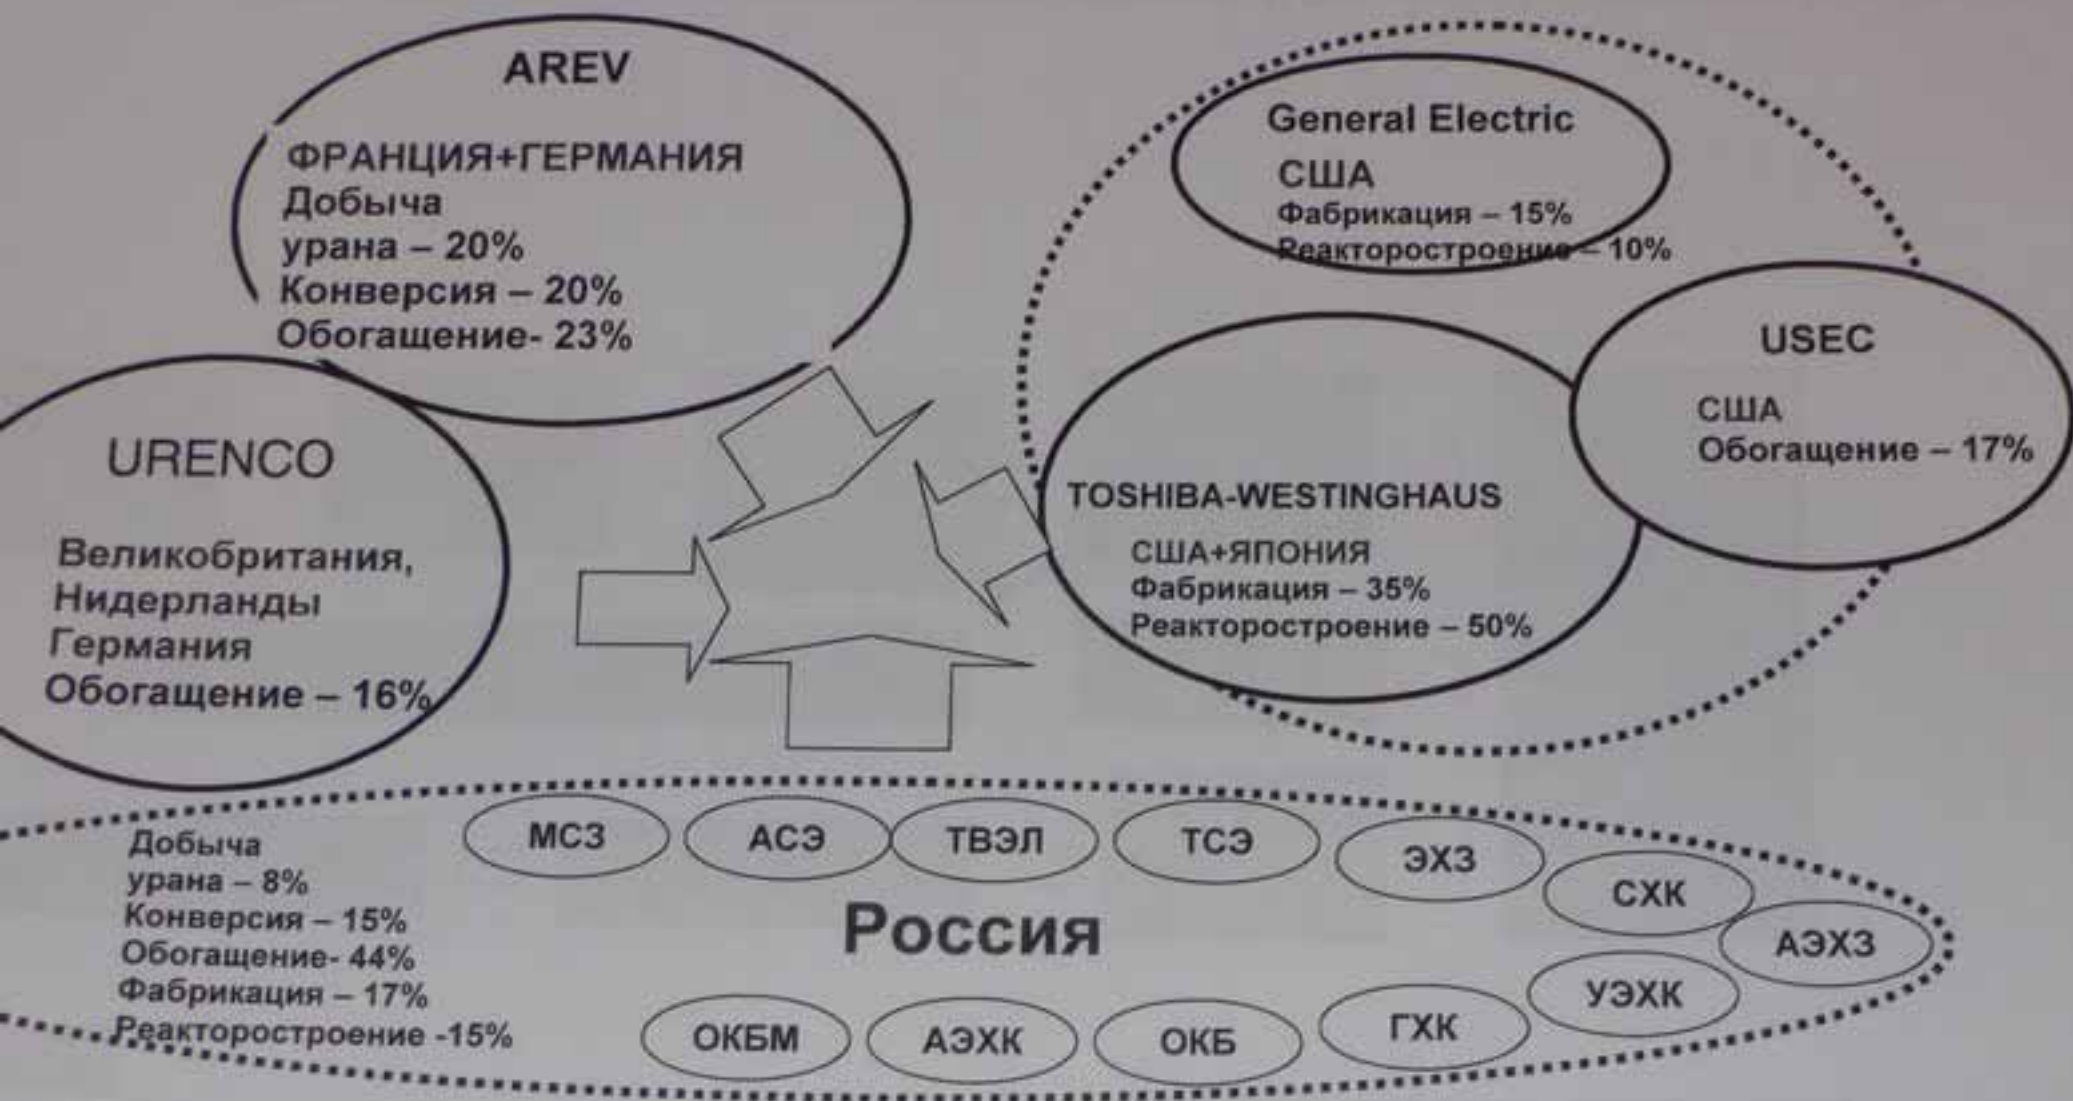 AREV
ФРАНЦИЯ+ГЕРМАНИЯ
Добыча
урана – 20%
Конверсия – 20%
Обогащение- 23%
General Electric
США
Фабрикация – 15%
Реакторостроение – 10%
USEC
США
Обогащение – 17%
URENCO
Великобритания,
Нидерланды
Германия
Обогащение – 16%
TOSHIBA-WESTINGHAUS
США+ЯПОНИЯ
Фабрикация – 35%
Реакторостроение – 50%
Добыча
урана – 8%
Конверсия – 15%
Обогащение- 44%
Фабрикация – 17%
Реакторостроение -15%
МСЗ
АСЭ
ТВЭЛ
ТСЭ
ЭХЗ
СХК
АЭХЗ
Россия
УЭХК
ГХК
ОКБ
АЭХК
ОКБМ